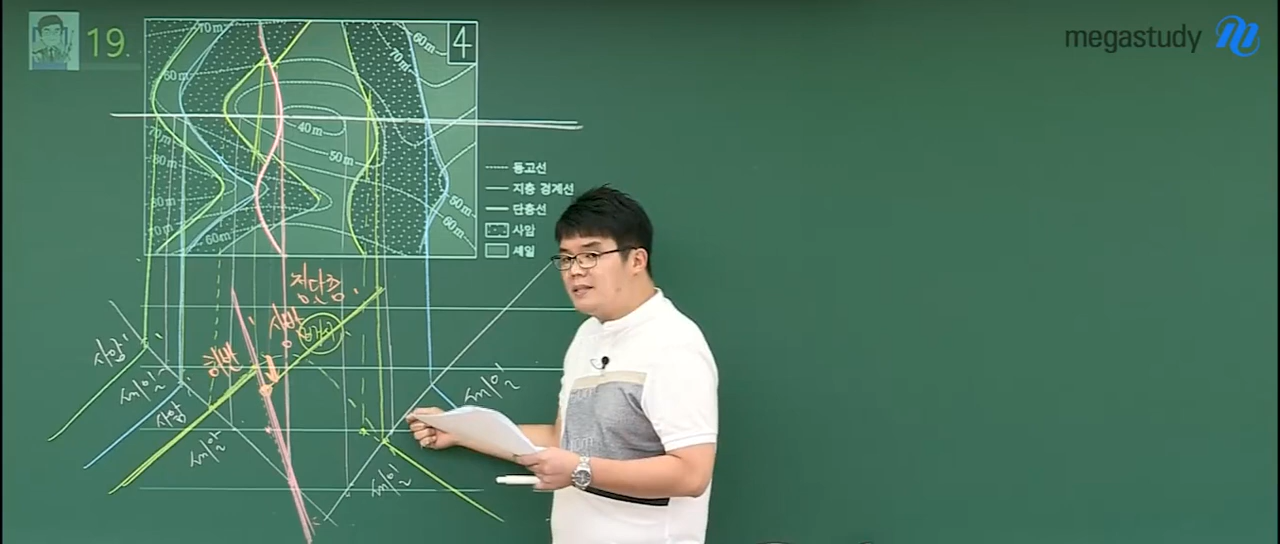 19.
megastudy
70m
60m
4
70m
60m
70m
40m
80m
50m
80m
50m
70m
60m
60m
등고선
지층 경계선
단층선
사암
셰일
정단층
상반
하반
사암
셰일
사암
셰일
셰일
셰일